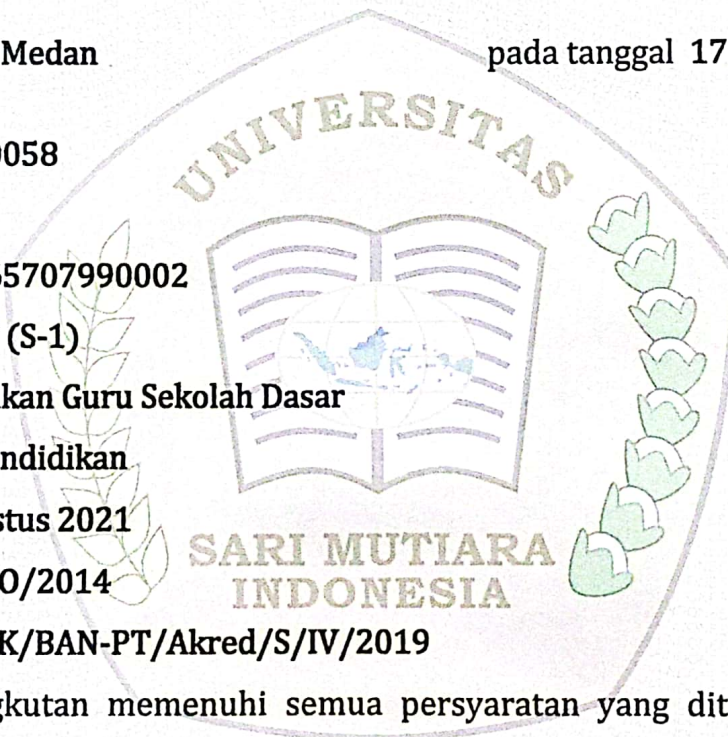 Medan pada tanggal 17
UNIVERSITAS
0058
65707990002
(S-1)
kan Guru Sekolah Dasar
ndidikan
stus 2021
SARI MUTIARA
O/2014
INDONESIA
K/BAN-PT/Akred/S/IV/2019
gkutan memenuhi semua persyaratan yang dit